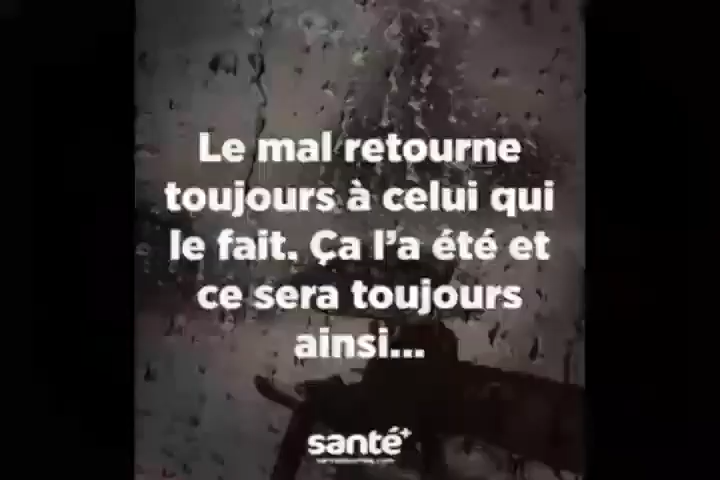 Le mal retourne
toujours à celui qui
le fait. Ça l'a été et
ce sera toujours
ainsi...
santé+